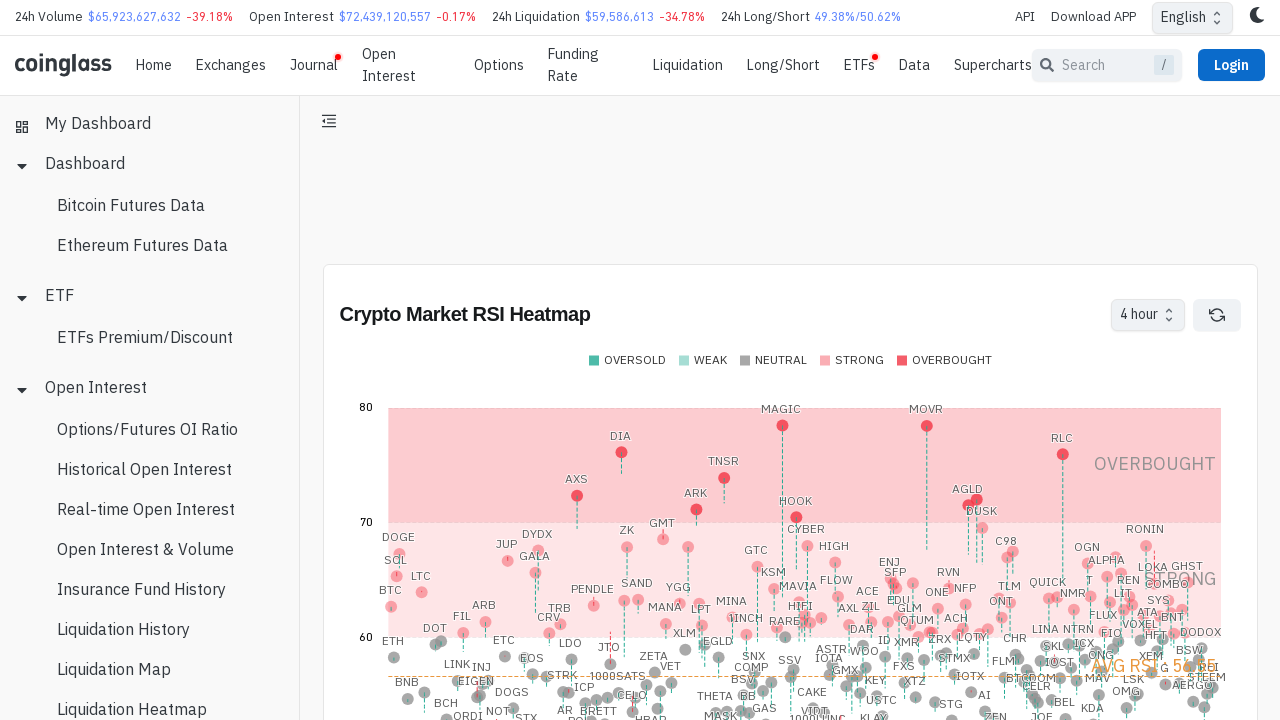 24h Volume $65,923,627,632 -39.18% Open Interest $72,439,120,557 -0.17% 24h Liquidation $59,586,613 -34.78% 24h Long/Short 49.38%/50.62% API Download APP English
coinglass Home Exchanges Journal Open Interest Options Funding Rate Liquidation Long/Short ETFs Data Supercharts Search / Login
My Dashboard
Dashboard
Bitcoin Futures Data
Ethereum Futures Data
ETF
ETFs Premium/Discount
Open Interest
Options/Futures OI Ratio
Historical Open Interest
Real-time Open Interest
Open Interest & Volume
Insurance Fund History
Liquidation History
Liquidation Map
Liquidation Heatmap
Crypto Market RSI Heatmap 4 hour
OVERSOLD WEAK NEUTRAL STRONG OVERBOUGHT
80
MAGIC MOVR
DIA RLC
TNSR OVERBOUGHT
AXS ARK AGLD
HOOK DUSK
70
GMT
DOGE DYDX ZK CYBER RONIN
JUP GALA GTC HIGH C98 OGN
SOL ALPHA
LTC KSM ENJ SFP RVN LOKA GHST
BTC PENDLE SAND YGG MAVIA FLOW NFP TLM QUICK T REN STRONG COMBO
ARB MINA ACE ONE ONT NMR LIT SYS
TRB MANA LPT HIFI AXL ZIL EDU GLM
FIL CRV 1INCH RARE QTUM ACH FLUX VOXEL ATA BNT
60
ETH DOT ETC LDO JTO XLM EGLD DAR ID XMR ZRX LQTY CHR LINA NTRN FIO HFT DODOX
LINK INJ EOS ZETA VET SNX SSV ASTR IOTA WOO FXS STMX FLM SKL ICX ONG XEM BSW
BNB EIGEN STRK 1000SATS COMP BSV GMX KEY XTZ IOTX BTCDOM IOST MAV LSK AVG RSI STEEM
BCH DOGS ICP CELO THETA BB CAKE USTC STG AI CELR BEL OMG AERGO
ORDI NOT STX AR BRETT HBAR MASK GAS KLAY ZEN JOE KDA